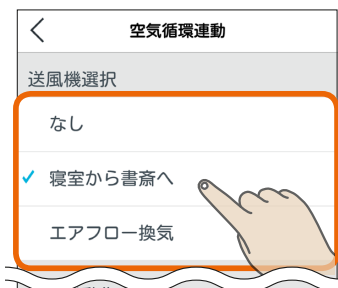 空気循環連動
送風機選択
なし
寝室から書斎へ
エアフロー換気